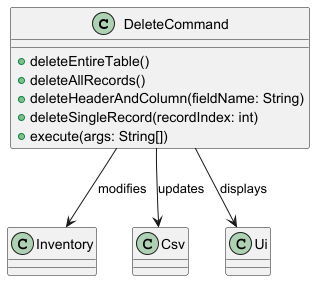 C DeleteCommand
deleteEntireTable()
deleteAllRecords()
deleteHeaderAndColumn(fieldName: String)
deleteSingleRecord(recordIndex: int)
execute(args: String[])
modifies
updates
displays
C Inventory
C Csv
C Ui